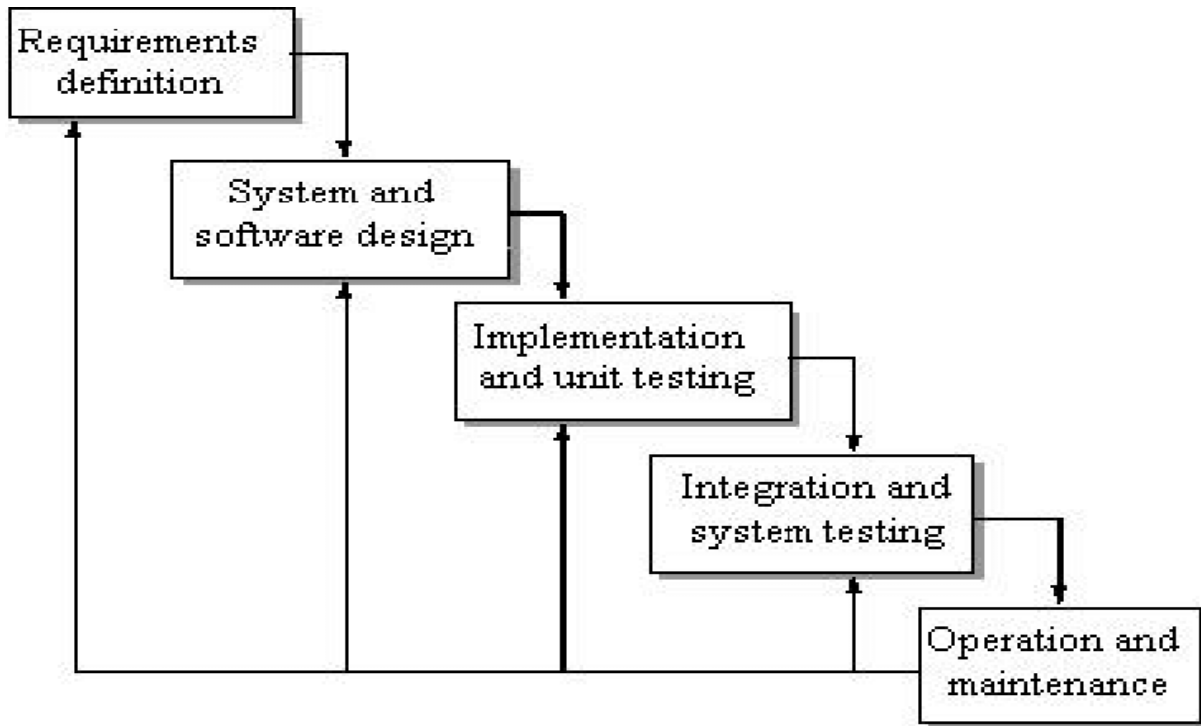 Requirements
definition
System and
software design
Implementation
and unit testing
Integration and
system testing
Operation and
maintenance